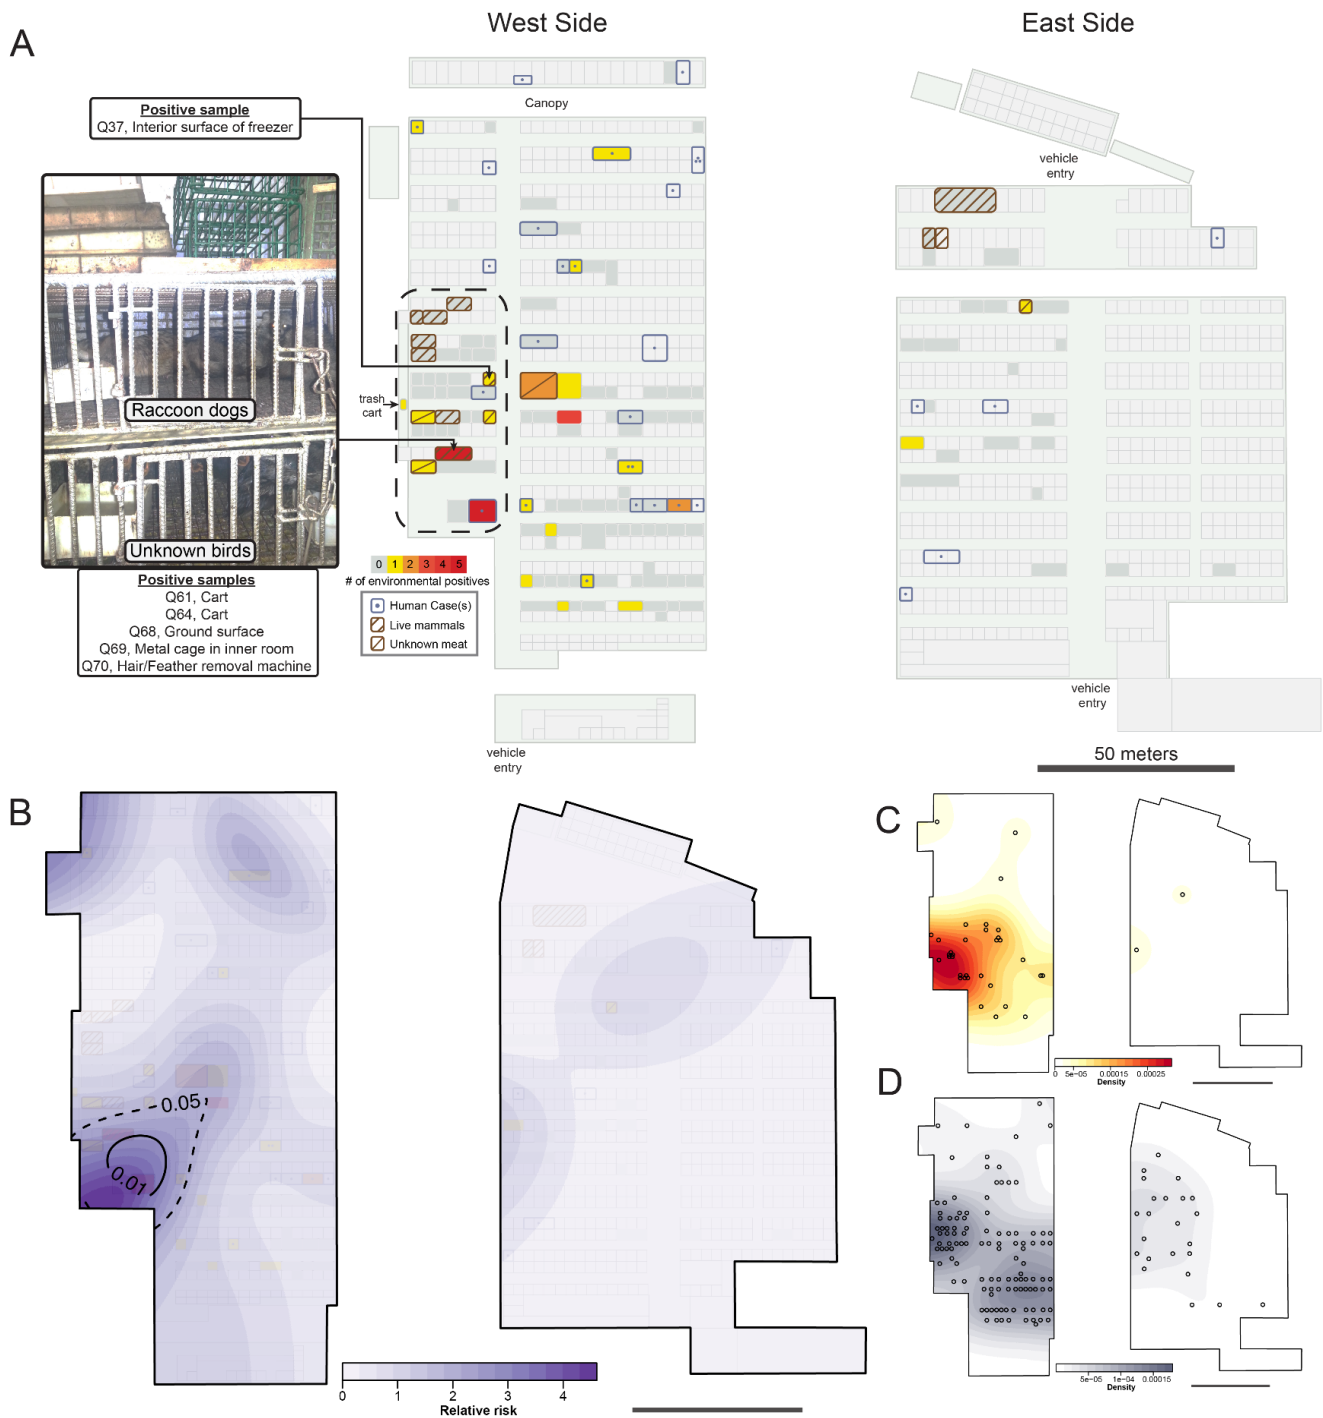 A
West Side
East Side
Canopy
Positive sample
Q37, Interior surface of freezer
vehicle
entry
Raccoon dogs
Unknown birds
trash
cart
Positive samples
Q61, Cart
Q64, Cart
Q68, Ground surface
Q69, Metal cage in inner room
Q70, Hair/Feather removal machine
0 1 2 3 4 5
# of environmental positives
Human Case(s)
Live mammals
Unknown meat
vehicle
entry
vehicle
entry
50 meters
B
0.05
0.01
0 1 2 3 4
Relative risk
C
0 5e-05 0.00015 0.00025
Density
D
5e-05 1e-04 0.00015
Density